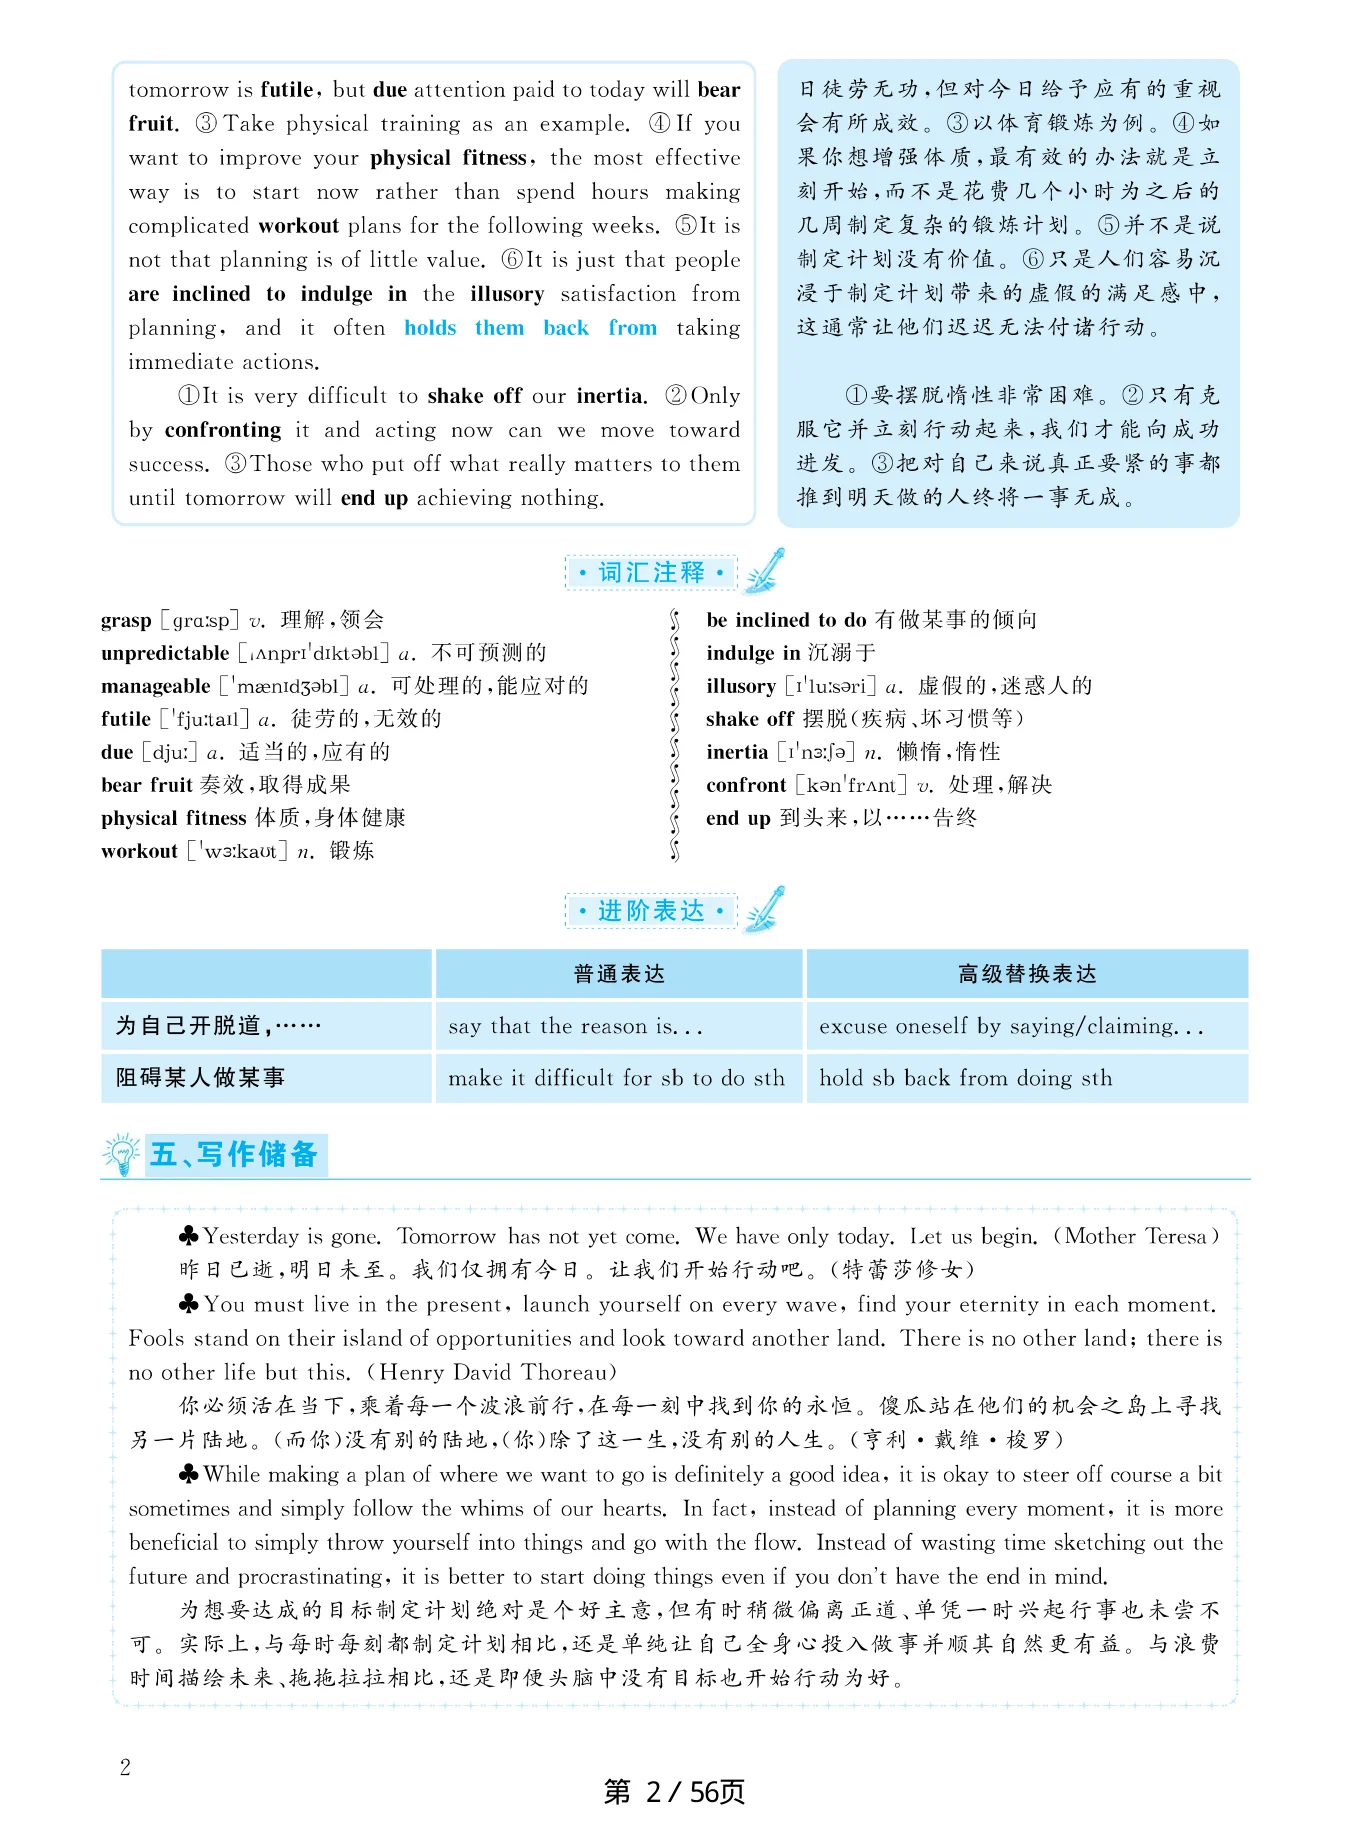 tomorrow is futile, but due attention paid to today will bear
fruit. ③Take physical training as an example. ④If you
want to improve your physical fitness, the most effective
way is to start now rather than spend hours making
complicated workout plans for the following weeks. ⑤It is
not that planning is of little value. ⑥It is just that people
are inclined to indulge in the illusory satisfaction from
planning, and it often holds them back from taking
immediate actions.
①It is very difficult to shake off our inertia. ②Only
by confronting it and acting now can we move toward
success. ③Those who put off what really matters to them
until tomorrow will end up achieving nothing.
日徒劳无功,但对今日给予应有的重视
会有所成效。③以体育锻炼为例。④如
果你想增强体质,最有效的办法就是立
刻开始,而不是花费几个小时为之后的
几周制定复杂的锻炼计划。⑤并不是说
制定计划没有价值。⑥只是人们容易沉
浸于制定计划带来的虚假的满足感中,
这通常让他们迟迟无法付诸行动。
①要摆脱惰性非常困难。②只有克
服它并立刻行动起来,我们才能向成功
进发。③把对自己来说真正要紧的事都
推到明天做的人终将一事无成。
·词汇注释·
grasp [grɑːsp] v. 理解,领会
unpredictable [ˌʌnprɪˈdɪktəbl] a. 不可预测的
manageable [ˈmænɪdʒəbl] a. 可处理的,能应对的
futile [ˈfjuːtaɪl] a. 徒劳的,无效的
due [djuː] a. 适当的,应有的
bear fruit 奏效,取得成果
physical fitness 体质,身体健康
workout [ˈwɜːkaʊt] n. 锻炼
be inclined to do 有做某事的倾向
indulge in 沉溺于
illusory [ɪˈluːsəri] a. 虚假的,迷惑人的
shake off 摆脱(疾病、坏习惯等)
inertia [ɪˈnɜːʃə] n. 懒惰,惰性
confront [kənˈfrʌnt] v. 处理,解决
end up 到头来,以……告终
·进阶表达·
普通表达 高级替换表达
为自己开脱道,…… say that the reason is... excuse oneself by saying/claiming...
阻碍某人做某事 make it difficult for sb to do sth hold sb back from doing sth
五、写作储备
♣Yesterday is gone. Tomorrow has not yet come. We have only today. Let us begin. (Mother Teresa)
昨日已逝,明日未至。我们仅拥有今日。让我们开始行动吧。(特蕾莎修女)
♣You must live in the present, launch yourself on every wave, find your eternity in each moment.
Fools stand on their island of opportunities and look toward another land. There is no other land; there is
no other life but this. (Henry David Thoreau)
你必须活在当下,乘着每一个波浪前行,在每一刻中找到你的永恒。傻瓜站在他们的机会之岛上寻找
另一片陆地。(而你)没有别的陆地,(你)除了这一生,没有别的人生。(亨利·戴维·梭罗)
♣While making a plan of where we want to go is definitely a good idea, it is okay to steer off course a bit
sometimes and simply follow the whims of our hearts. In fact, instead of planning every moment, it is more
beneficial to simply throw yourself into things and go with the flow. Instead of wasting time sketching out the
future and procrastinating, it is better to start doing things even if you don't have the end in mind.
为想要达成的目标制定计划绝对是个好主意,但有时稍微偏离正道、单凭一时兴起行事也未尝不
可。实际上,与每时每刻都制定计划相比,还是单纯让自己全身心投入做事并顺其自然更有益。与浪费
时间描绘未来、拖拖拉拉相比,还是即便头脑中没有目标也开始行动为好。
2
第 2/56页